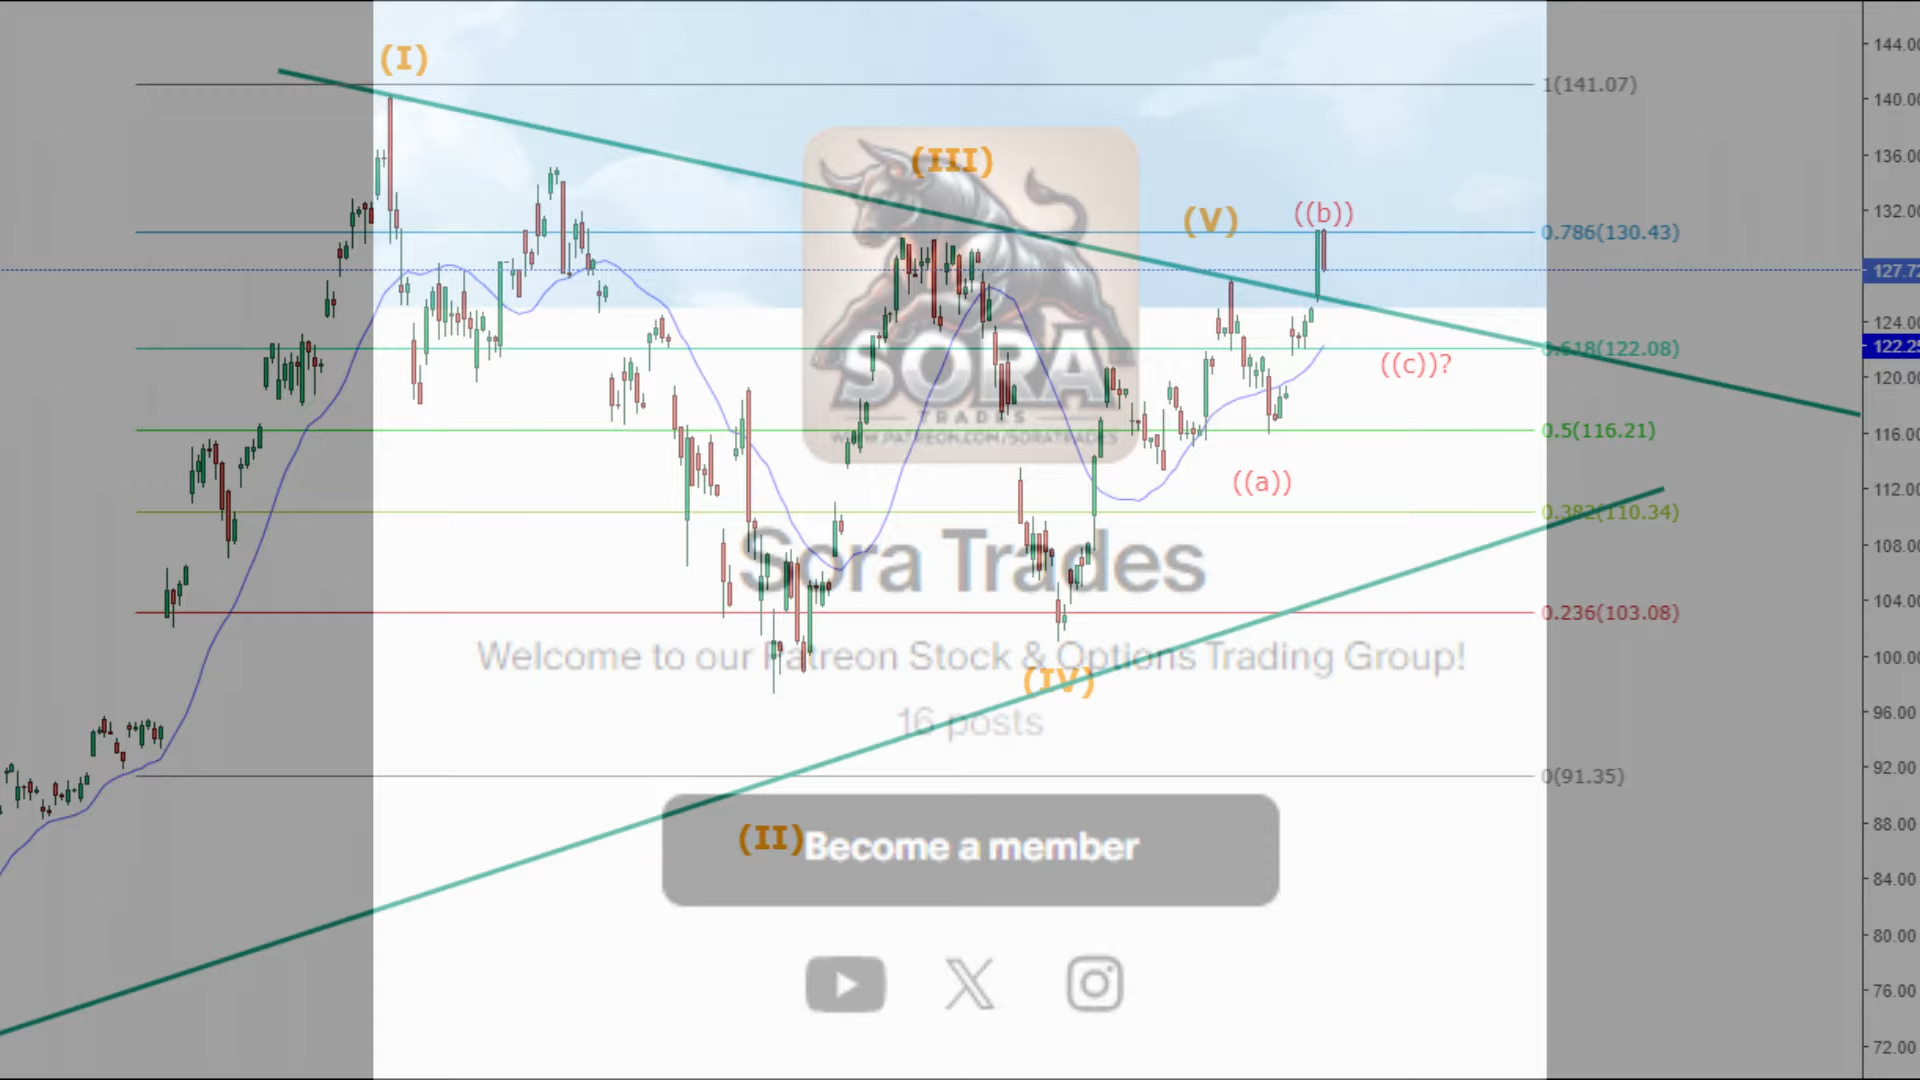 144.00
(I)
1(141.07)
140.00
136.00
(III)
132.00
(V)
((b))
0.786(130.43)
127.72
124.00
0.618(122.08)
122.25
((c))?
120.00
SORA
TRADES
WWW.PATREON.COM/SORATRADES
0.5(116.21)
116.00
((a))
112.00
0.382(110.34)
108.00
Sora Trades
104.00
0.236(103.08)
Welcome to our Patreon Stock & Options Trading Group!
100.00
(IV)
16 posts
96.00
0(91.35)
92.00
(II)
Become a member
88.00
84.00
80.00
76.00
72.00